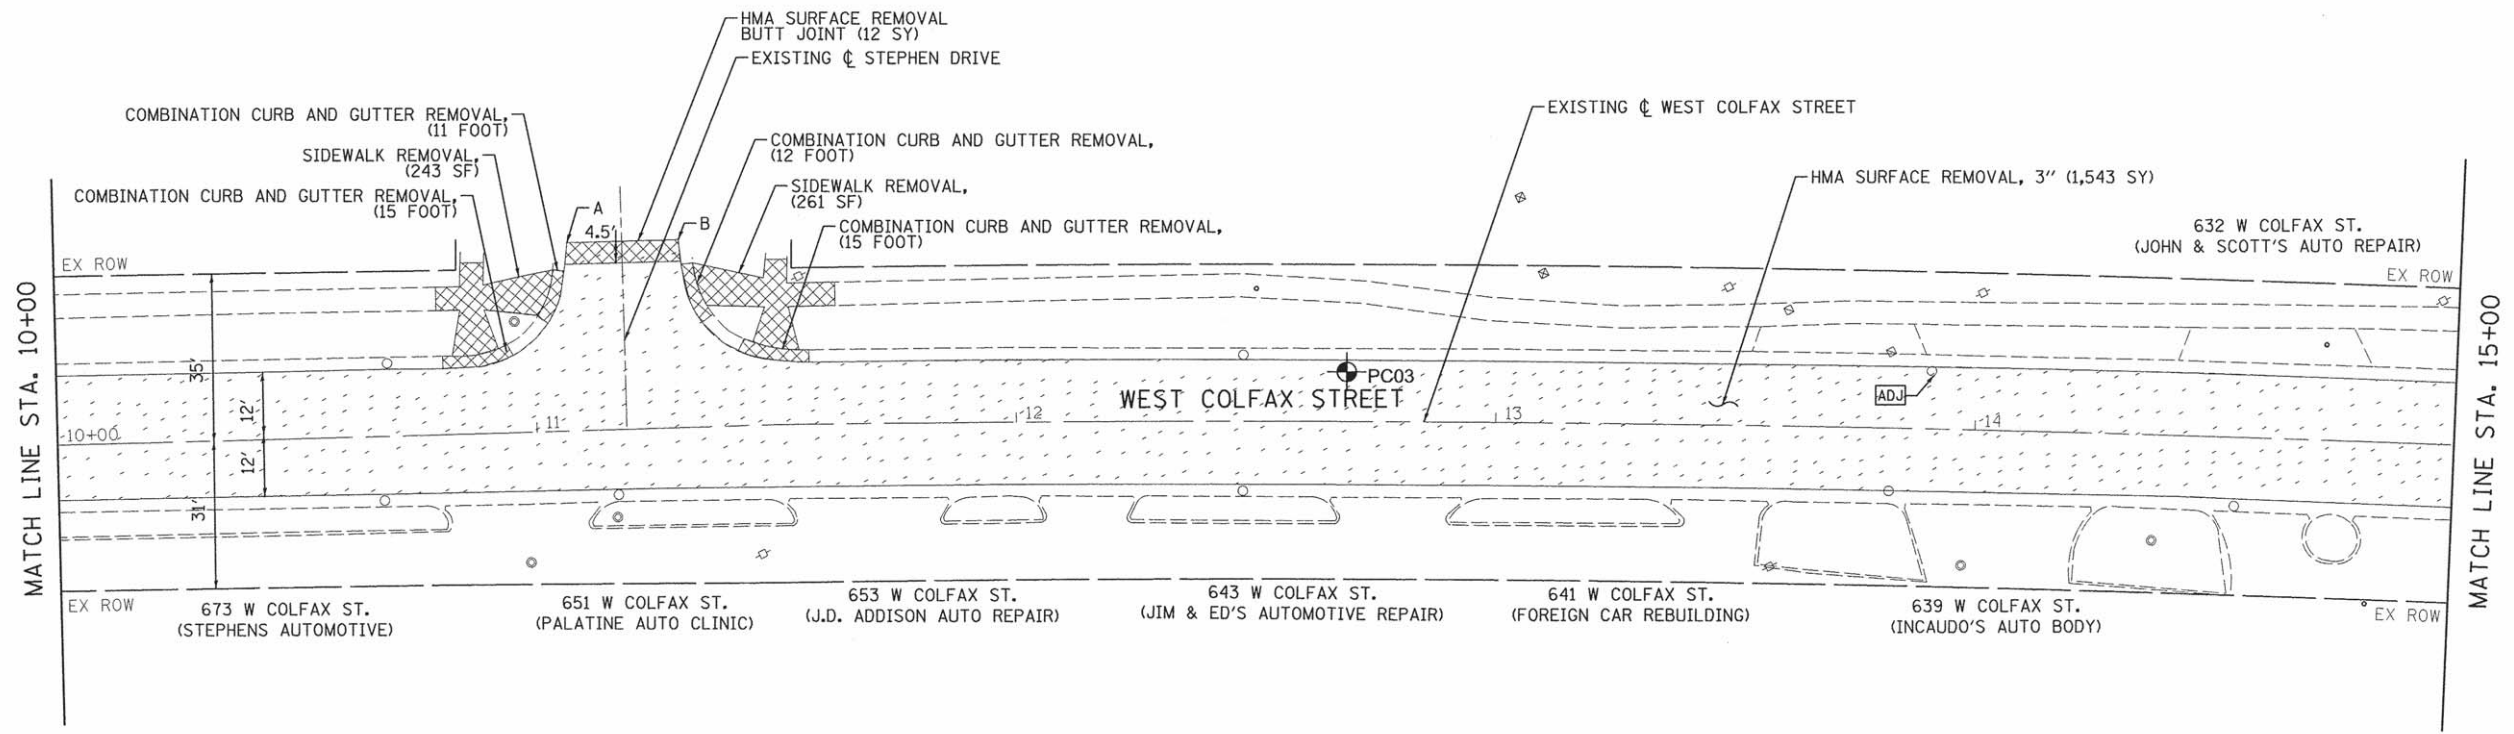 HMA SURFACE REMOVAL
BUTT JOINT (12 SY)
EXISTING ℄ STEPHEN DRIVE
COMBINATION CURB AND GUTTER REMOVAL,
(11 FOOT)
SIDEWALK REMOVAL,
(243 SF)
COMBINATION CURB AND GUTTER REMOVAL,
(15 FOOT)
COMBINATION CURB AND GUTTER REMOVAL,
(12 FOOT)
SIDEWALK REMOVAL,
(261 SF)
COMBINATION CURB AND GUTTER REMOVAL,
(15 FOOT)
A
B
4.5'
EXISTING ℄ WEST COLFAX STREET
HMA SURFACE REMOVAL, 3" (1,543 SY)
632 W COLFAX ST.
(JOHN & SCOTT'S AUTO REPAIR)
EX ROW
EX ROW
MATCH LINE STA. 10+00
MATCH LINE STA. 15+00
35'
12'
12'
31'
PC03
WEST COLFAX STREET
ADJ
10+00
11
12
13
14
EX ROW
673 W COLFAX ST.
(STEPHENS AUTOMOTIVE)
651 W COLFAX ST.
(PALATINE AUTO CLINIC)
653 W COLFAX ST.
(J.D. ADDISON AUTO REPAIR)
643 W COLFAX ST.
(JIM & ED'S AUTOMOTIVE REPAIR)
641 W COLFAX ST.
(FOREIGN CAR REBUILDING)
639 W COLFAX ST.
(INCAUDO'S AUTO BODY)
EX ROW